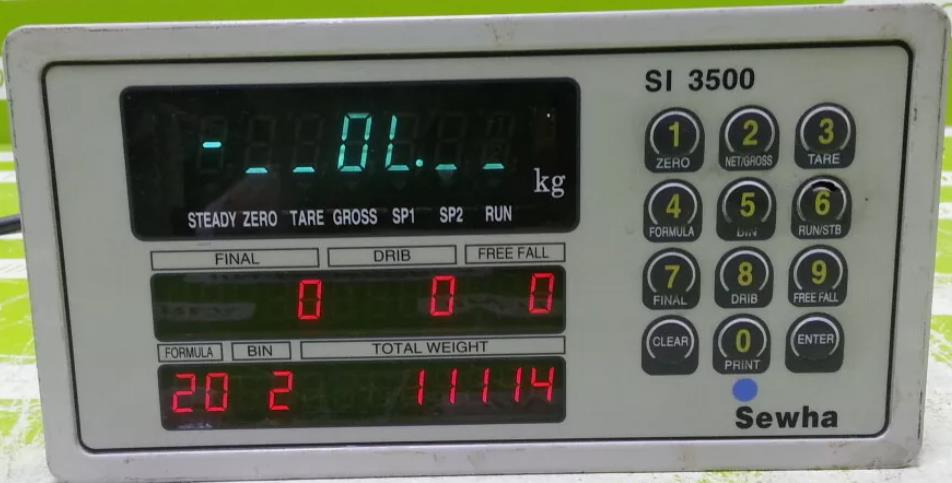 SI 3500
- _ _ 0L. _ _
kg
STEADY ZERO TARE GROSS SP1 SP2 RUN
FINAL DRIB FREE FALL
0 0 0
FORMULA BIN TOTAL WEIGHT
20 2 11114
1 ZERO
2 NET/GROSS
3 TARE
4 FORMULA
5 BIN
6 RUN/STB
7 FINAL
8 DRIB
9 FREE FALL
CLEAR
0 PRINT
ENTER
Sewha